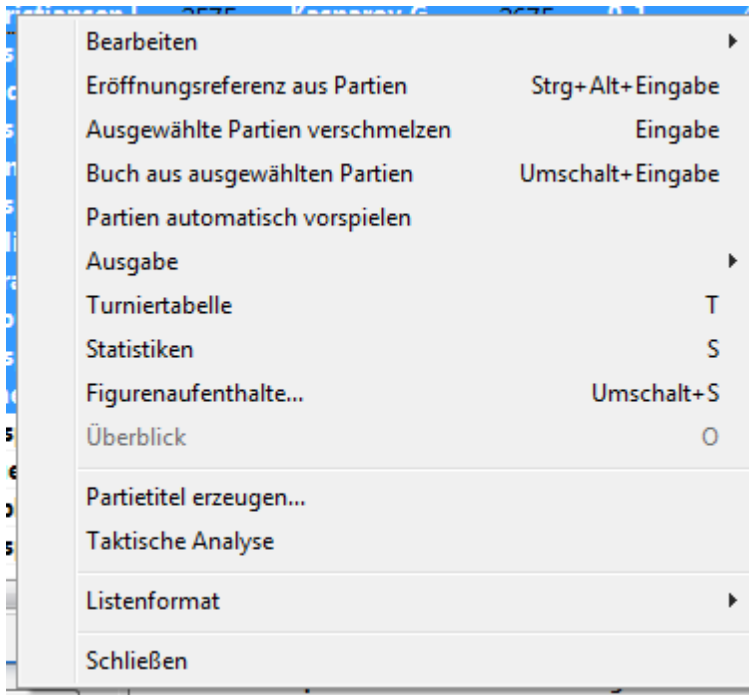 Bearbeiten
Eröffnungsreferenz aus Partien Strg+Alt+Eingabe
Ausgewählte Partien verschmelzen Eingabe
Buch aus ausgewählten Partien Umschalt+Eingabe
Partien automatisch vorspielen
Ausgabe
Turniertabelle T
Statistiken S
Figurenaufenthalte... Umschalt+S
Überblick O
Partietitel erzeugen...
Taktische Analyse
Listenformat
Schließen